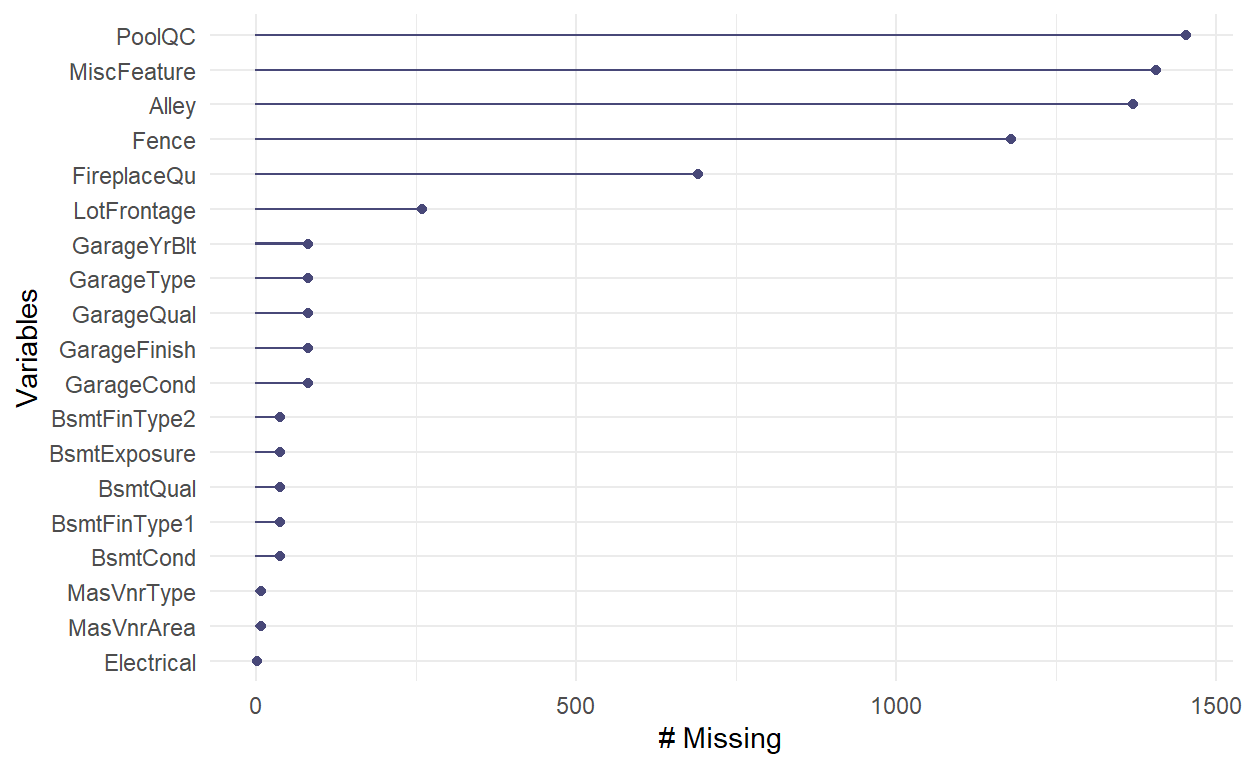 PoolQC
MiscFeature
Alley
Fence
FireplaceQu
LotFrontage
GarageYrBlt
GarageType
GarageQual
GarageFinish
GarageCond
BsmtFinType2
BsmtExposure
BsmtQual
BsmtFinType1
BsmtCond
MasVnrType
MasVnrArea
Electrical
Variables
0 500 1000 1500
# Missing